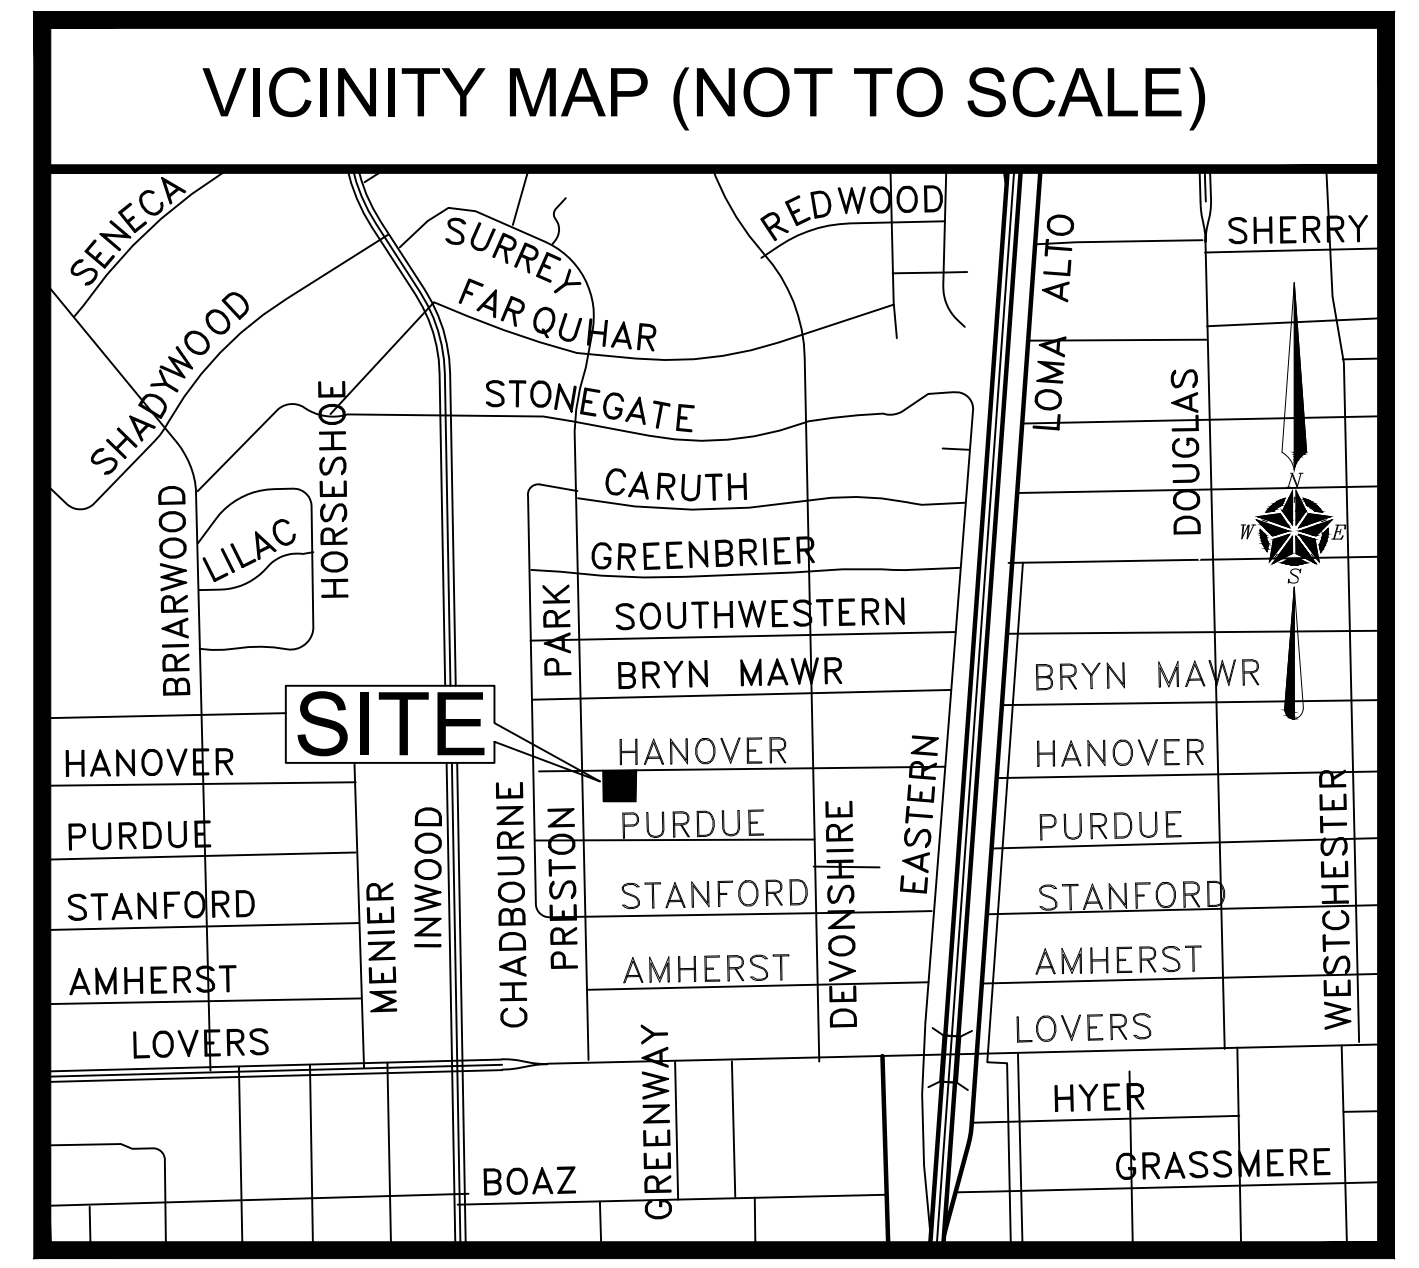 VICINITY MAP (NOT TO SCALE)
SENECA
REDWOOD
SHERRY
SURREY
LOMA ALTO
FARQUHAR
SHADYWOOD
STONEGATE
HORSESHOE
DOUGLAS
CARUTH
N
W
E
S
LILAC
BRIARWOOD
GREENBRIER
PARK
SOUTHWESTERN
BRYN MAWR
BRYN MAWR
SITE
HANOVER
HANOVER
HANOVER
EASTERN
PURDUE
PURDUE
PURDUE
WESTCHESTER
INWOOD
CHADBOURNE
PRESTON
DEVONSHIRE
STANFORD
STANFORD
STANFORD
MENIER
AMHERST
AMHERST
AMHERST
LOVERS
LOVERS
GREENWAY
HYER
BOAZ
GRASSMERE